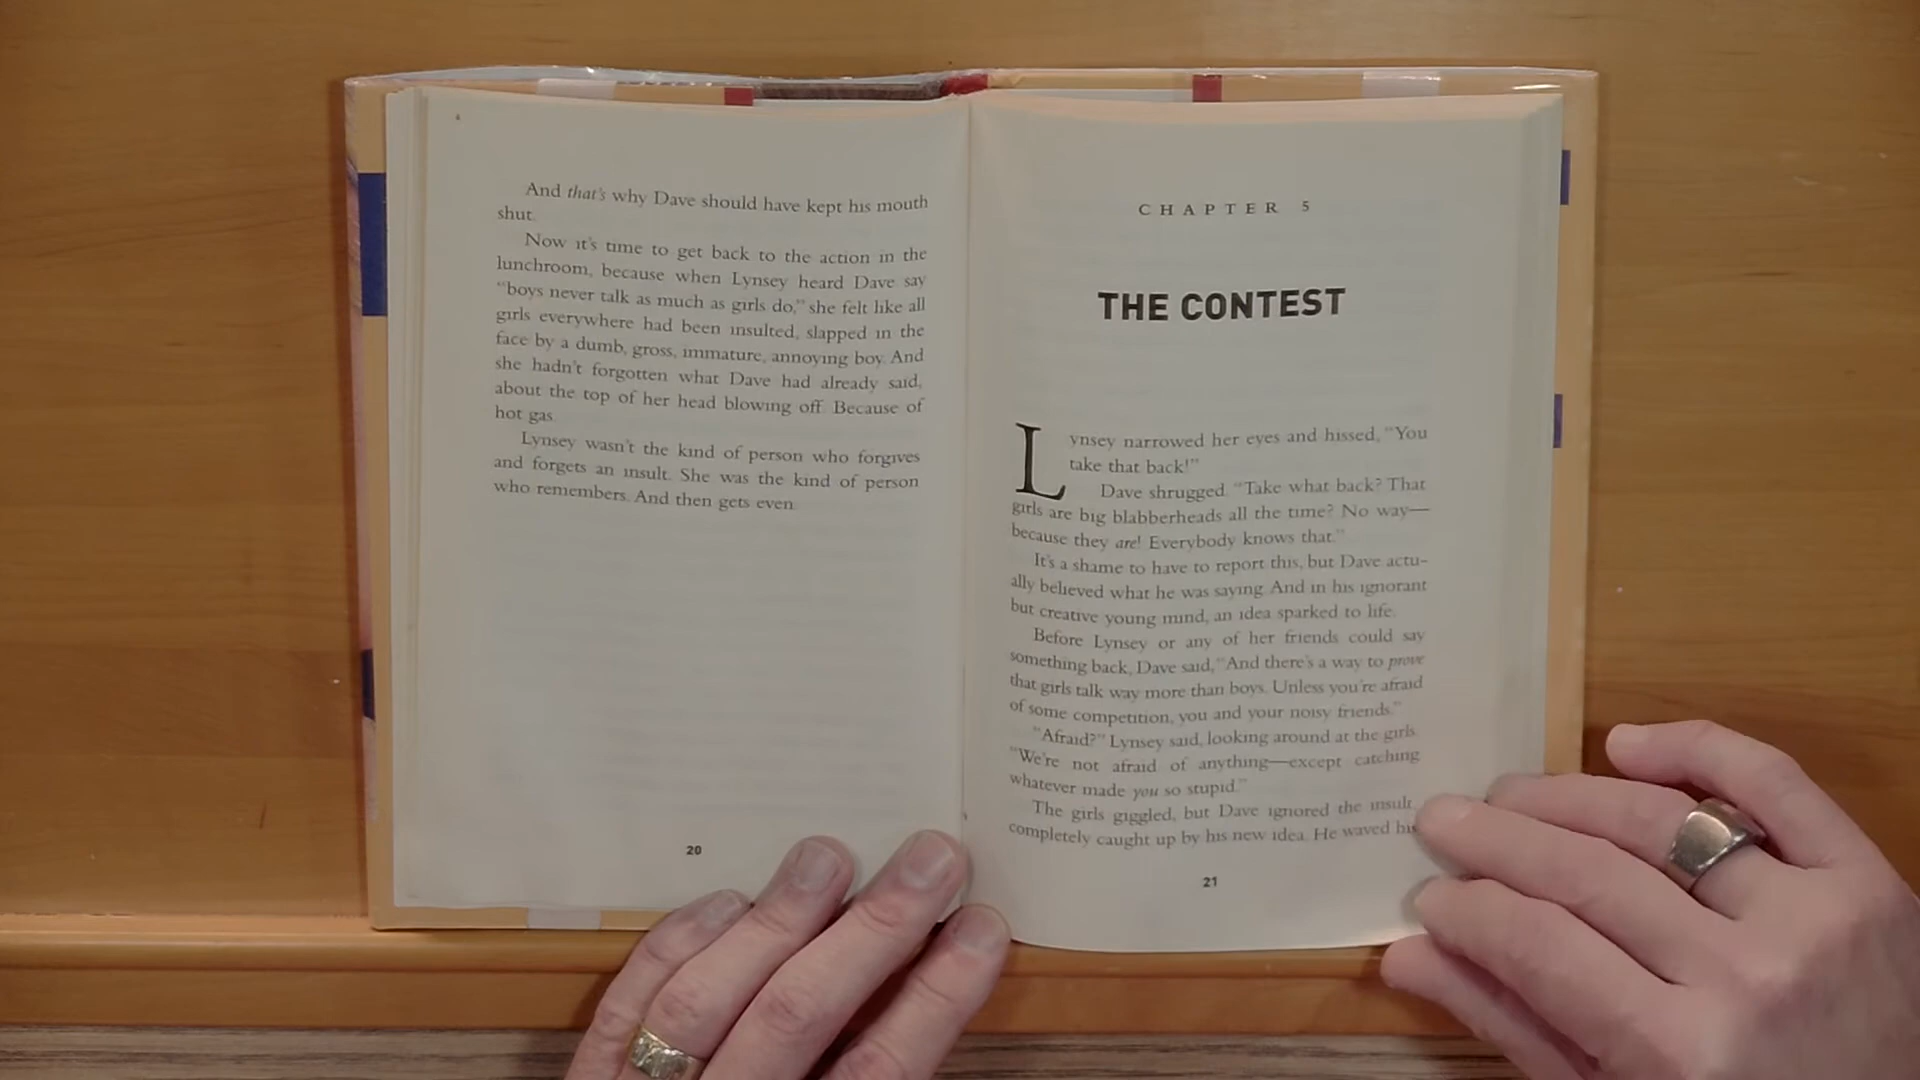 And that's why Dave should have kept his mouth
shut.
Now it's time to get back to the action in the
lunchroom, because when Lynsey heard Dave say
"boys never talk as much as girls do," she felt like all
girls everywhere had been insulted, slapped in the
face by a dumb, gross, immature, annoying boy. And
she hadn't forgotten what Dave had already said,
about the top of her head blowing off. Because of
hot gas.
Lynsey wasn't the kind of person who forgives
and forgets an insult. She was the kind of person
who remembers. And then gets even.
20
CHAPTER 5
THE CONTEST
Lynsey narrowed her eyes and hissed, "You
take that back!"
Dave shrugged. "Take what back? That
girls are big blabberheads all the time? No way—
because they are! Everybody knows that."
It's a shame to have to report this, but Dave actu-
ally believed what he was saying. And in his ignorant
but creative young mind, an idea sparked to life.
Before Lynsey or any of her friends could say
something back, Dave said, "And there's a way to prove
that girls talk way more than boys. Unless you're afraid
of some competition, you and your noisy friends."
"Afraid?" Lynsey said, looking around at the girls.
"We're not afraid of anything—except catching
whatever made you so stupid."
The girls giggled, but Dave ignored the insult,
completely caught up by his new idea. He waved his
21